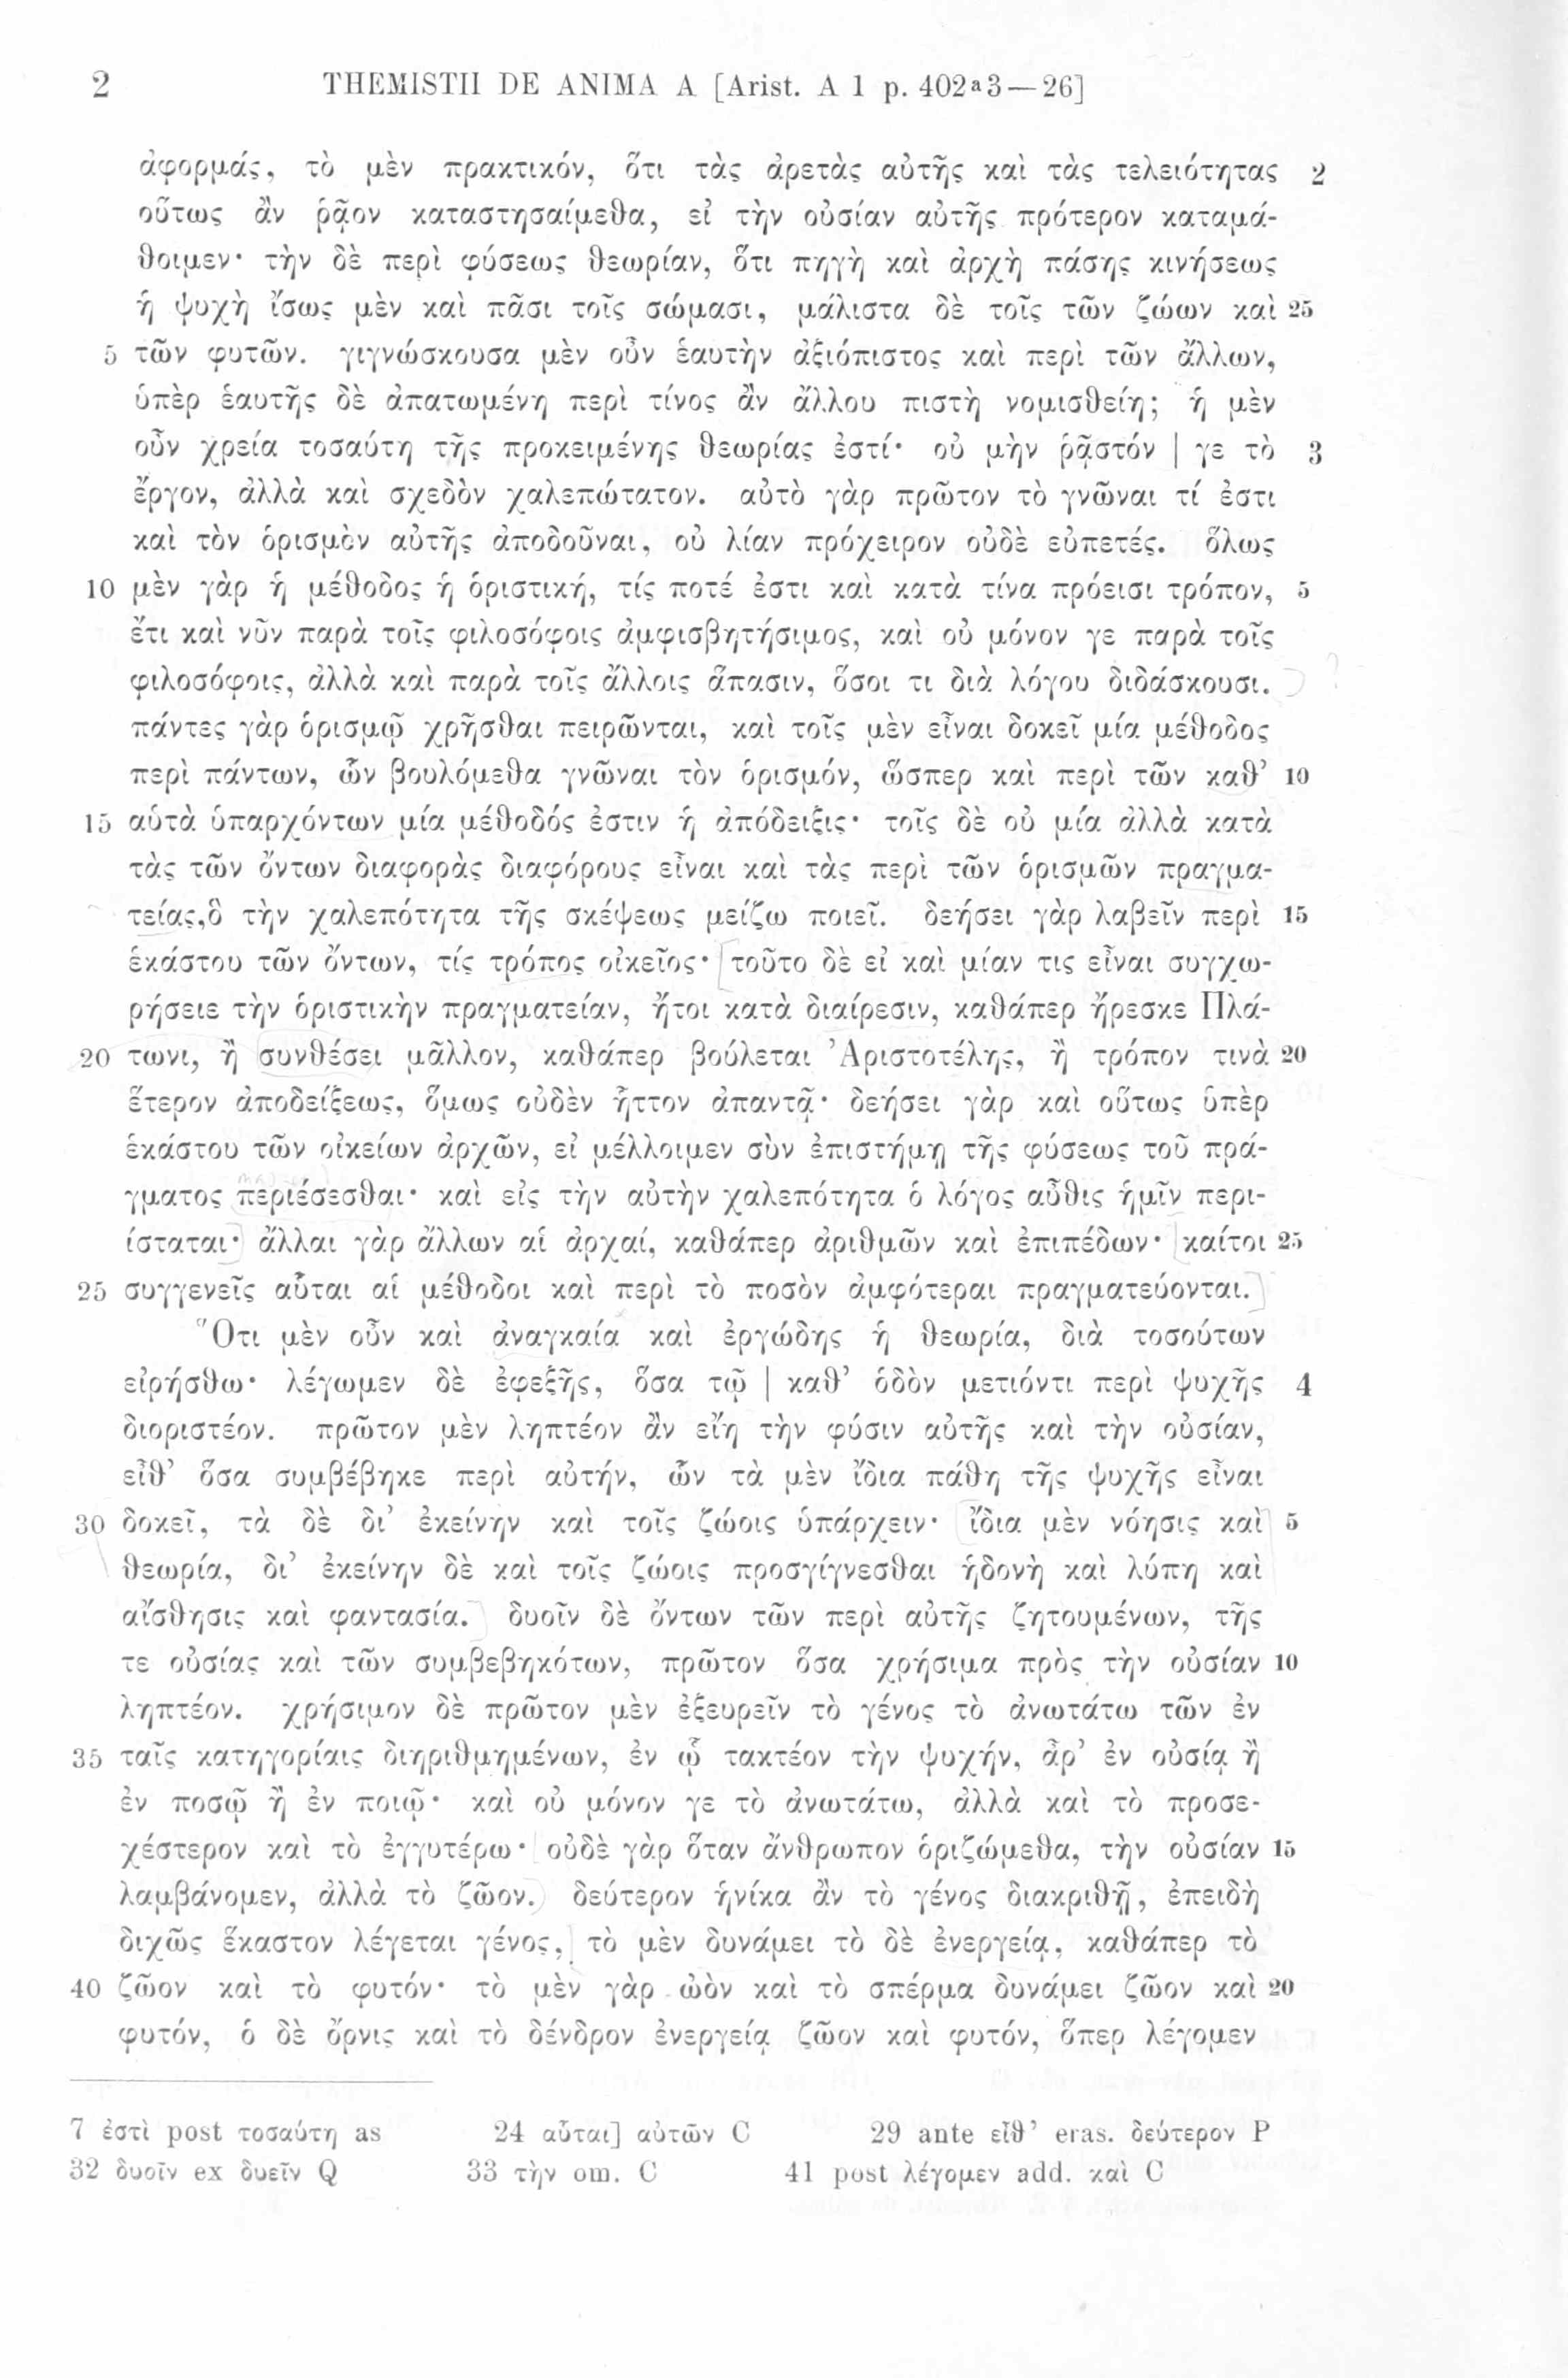 2 THEMISTII DE ANIMA A [Arist. A 1 p. 402ᵃ3—26]
ἀφορμάς, τὸ μὲν πρακτικόν, ὅτι τὰς ἀρετὰς αὐτῆς καὶ τὰς τελειότητας 2
οὕτως ἂν ῥᾷον καταστησαίμεθα, εἰ τὴν οὐσίαν αὐτῆς πρότερον καταμά-
θοιμεν· τὴν δὲ περὶ φύσεως θεωρίαν, ὅτι πηγὴ καὶ ἀρχὴ πάσης κινήσεως
ἡ ψυχὴ ἴσως μὲν καὶ πᾶσι τοῖς σώμασι, μάλιστα δὲ τοῖς τῶν ζώων καὶ 25
5 τῶν φυτῶν. γιγνώσκουσα μὲν οὖν ἑαυτὴν ἀξιόπιστος καὶ περὶ τῶν ἄλλων,
ὑπὲρ ἑαυτῆς δὲ ἀπατωμένη περὶ τίνος ἂν ἄλλου πιστὴ νομισθείη; ἡ μὲν
οὖν χρεία τοσαύτη τῆς προκειμένης θεωρίας ἐστί· οὐ μὴν ῥᾷστόν | γε τὸ 3
ἔργον, ἀλλὰ καὶ σχεδὸν χαλεπώτατον. αὐτὸ γὰρ πρῶτον τὸ γνῶναι τί ἐστι
καὶ τὸν ὁρισμὸν αὐτῆς ἀποδοῦναι, οὐ λίαν πρόχειρον οὐδὲ εὐπετές. ὅλως
10 μὲν γὰρ ἡ μέθοδος ἡ ὁριστική, τίς ποτέ ἐστι καὶ κατὰ τίνα πρόεισι τρόπον, 5
ἔτι καὶ νῦν παρὰ τοῖς φιλοσόφοις ἀμφισβητήσιμος, καὶ οὐ μόνον γε παρὰ τοῖς
φιλοσόφοις, ἀλλὰ καὶ παρὰ τοῖς ἄλλοις ἅπασιν, ὅσοι τι διὰ λόγου διδάσκουσι.
πάντες γὰρ ὁρισμῷ χρῆσθαι πειρῶνται, καὶ τοῖς μὲν εἶναι δοκεῖ μία μέθοδος
περὶ πάντων, ὧν βουλόμεθα γνῶναι τὸν ὁρισμόν, ὥσπερ καὶ περὶ τῶν καθ’ 10
15 αὑτὰ ὑπαρχόντων μία μέθοδός ἐστιν ἡ ἀπόδειξις· τοῖς δὲ οὐ μία ἀλλὰ κατὰ
τὰς τῶν ὄντων διαφορὰς διαφόρους εἶναι καὶ τὰς περὶ τῶν ὁρισμῶν πραγμα-
τείας, ὃ τὴν χαλεπότητα τῆς σκέψεως μείζω ποιεῖ. δεήσει γὰρ λαβεῖν περὶ 15
ἑκάστου τῶν ὄντων, τίς τρόπος οἰκεῖος· τοῦτο δὲ εἰ καὶ μίαν τις εἶναι συγχω-
ρήσειε τὴν ὁριστικὴν πραγματείαν, ἤτοι κατὰ διαίρεσιν, καθάπερ ἤρεσκε Πλά-
20 τωνι, ἢ συνθέσει μᾶλλον, καθάπερ βούλεται Ἀριστοτέλης, ἢ τρόπον τινὰ 20
ἕτερον ἀποδείξεως, ὅμως οὐδὲν ἧττον ἀπαντᾷ· δεήσει γὰρ καὶ οὕτως ὑπὲρ
ἑκάστου τῶν οἰκείων ἀρχῶν, εἰ μέλλοιμεν σὺν ἐπιστήμῃ τῆς φύσεως τοῦ πρά-
γματος περιέσεσθαι· καὶ εἰς τὴν αὐτὴν χαλεπότητα ὁ λόγος αὖθις ἡμῖν περι-
ίσταται· ἄλλαι γὰρ ἄλλων αἱ ἀρχαί, καθάπερ ἀριθμῶν καὶ ἐπιπέδων· καίτοι 25
25 συγγενεῖς αὗται αἱ μέθοδοι καὶ περὶ τὸ ποσὸν ἀμφότεραι πραγματεύονται.
Ὅτι μὲν οὖν καὶ ἀναγκαία καὶ ἐργώδης ἡ θεωρία, διὰ τοσούτων
εἰρήσθω· λέγωμεν δὲ ἐφεξῆς, ὅσα τῷ | καθ’ ὁδὸν μετιόντι περὶ ψυχῆς 4
διοριστέον. πρῶτον μὲν ληπτέον ἂν εἴη τὴν φύσιν αὐτῆς καὶ τὴν οὐσίαν,
εἶθ’ ὅσα συμβέβηκε περὶ αὐτήν, ὧν τὰ μὲν ἴδια πάθη τῆς ψυχῆς εἶναι
30 δοκεῖ, τὰ δὲ δι’ ἐκείνην καὶ τοῖς ζώοις ὑπάρχειν· ἴδια μὲν νόησις καὶ 5
θεωρία, δι’ ἐκείνην δὲ καὶ τοῖς ζώοις προσγίγνεσθαι ἡδονὴ καὶ λύπη καὶ
αἴσθησις καὶ φαντασία. δυοῖν δὲ ὄντων τῶν περὶ αὐτῆς ζητουμένων, τῆς
τε οὐσίας καὶ τῶν συμβεβηκότων, πρῶτον ὅσα χρήσιμα πρὸς τὴν οὐσίαν 10
ληπτέον. χρήσιμον δὲ πρῶτον μὲν ἐξευρεῖν τὸ γένος τὸ ἀνωτάτω τῶν ἐν
35 ταῖς κατηγορίαις διηριθμημένων, ἐν ᾧ τακτέον τὴν ψυχήν, ἆρ’ ἐν οὐσίᾳ ἢ
ἐν ποσῷ ἢ ἐν ποιῷ· καὶ οὐ μόνον γε τὸ ἀνωτάτω, ἀλλὰ καὶ τὸ προσε-
χέστερον καὶ τὸ ἐγγυτέρω· οὐδὲ γὰρ ὅταν ἄνθρωπον ὁριζώμεθα, τὴν οὐσίαν 15
λαμβάνομεν, ἀλλὰ τὸ ζῶον. δεύτερον ἡνίκα ἂν τὸ γένος διακριθῇ, ἐπειδὴ
διχῶς ἕκαστον λέγεται γένος, τὸ μὲν δυνάμει τὸ δὲ ἐνεργείᾳ, καθάπερ τὸ
40 ζῶον καὶ τὸ φυτόν· τὸ μὲν γὰρ ὠὸν καὶ τὸ σπέρμα δυνάμει ζῶον καὶ 20
φυτόν, ὁ δὲ ὄρνις καὶ τὸ δένδρον ἐνεργείᾳ ζῶον καὶ φυτόν, ὅπερ λέγομεν
7 ἐστὶ post τοσαύτη as 24 αὗται] αὐτῶν C 29 ante εἶθ’ eras. δεύτερον P
32 δυοῖν ex δυεῖν Q 33 τὴν om. C 41 post λέγομεν add. καὶ C